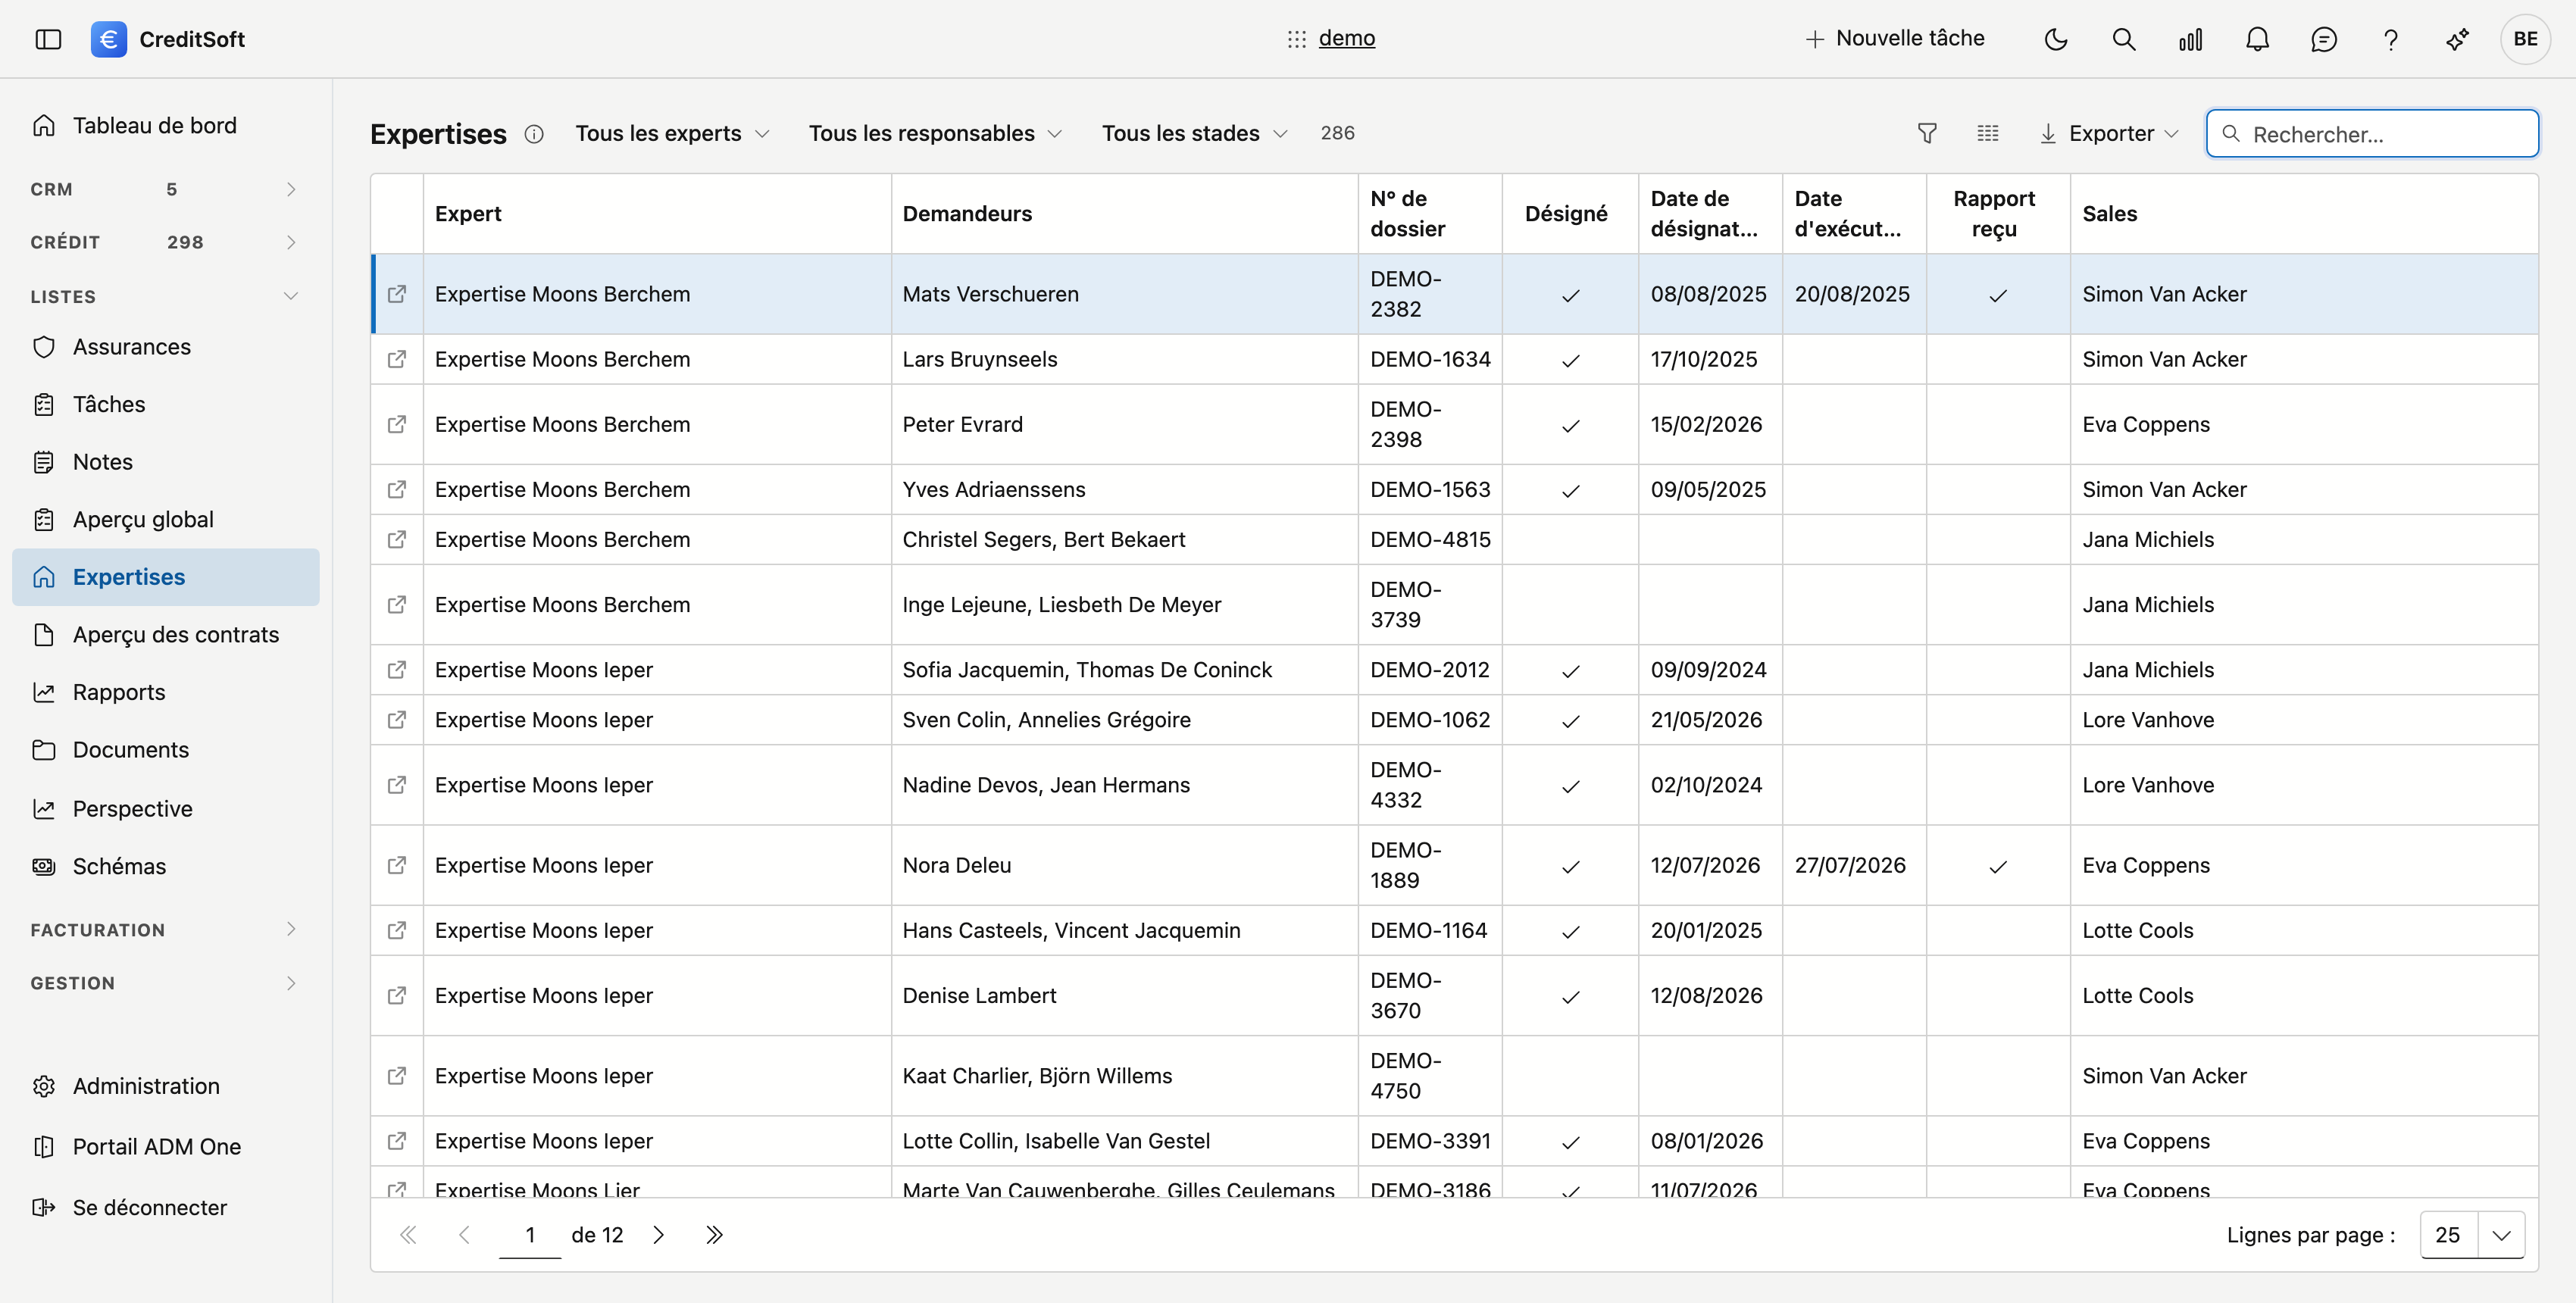 CreditSoft
demo
Nouvelle tâche
BE
Tableau de bord
CRM 5
CRÉDIT 298
LISTES
Assurances
Tâches
Notes
Aperçu global
Expertises
Aperçu des contrats
Rapports
Documents
Perspective
Schémas
FACTURATION
GESTION
Administration
Portail ADM One
Se déconnecter
Expertises Tous les experts Tous les responsables Tous les stades 286
Exporter
Rechercher...
Expert Demandeurs N° de dossier Désigné Date de désignat... Date d'exécut... Rapport reçu Sales
Expertise Moons Berchem Mats Verschueren DEMO-2382 08/08/2025 20/08/2025 Simon Van Acker
Expertise Moons Berchem Lars Bruynseels DEMO-1634 17/10/2025 Simon Van Acker
Expertise Moons Berchem Peter Evrard DEMO-2398 15/02/2026 Eva Coppens
Expertise Moons Berchem Yves Adriaenssens DEMO-1563 09/05/2025 Simon Van Acker
Expertise Moons Berchem Christel Segers, Bert Bekaert DEMO-4815 Jana Michiels
Expertise Moons Berchem Inge Lejeune, Liesbeth De Meyer DEMO-3739 Jana Michiels
Expertise Moons Ieper Sofia Jacquemin, Thomas De Coninck DEMO-2012 09/09/2024 Jana Michiels
Expertise Moons Ieper Sven Colin, Annelies Grégoire DEMO-1062 21/05/2026 Lore Vanhove
Expertise Moons Ieper Nadine Devos, Jean Hermans DEMO-4332 02/10/2024 Lore Vanhove
Expertise Moons Ieper Nora Deleu DEMO-1889 12/07/2026 27/07/2026 Eva Coppens
Expertise Moons Ieper Hans Casteels, Vincent Jacquemin DEMO-1164 20/01/2025 Lotte Cools
Expertise Moons Ieper Denise Lambert DEMO-3670 12/08/2026 Lotte Cools
Expertise Moons Ieper Kaat Charlier, Björn Willems DEMO-4750 Simon Van Acker
Expertise Moons Ieper Lotte Collin, Isabelle Van Gestel DEMO-3391 08/01/2026 Eva Coppens
Expertise Moons Lier Marte Van Cauwenberghe, Gilles Ceulemans DEMO-3186 11/07/2026 Eva Coppens
1 de 12
Lignes par page : 25